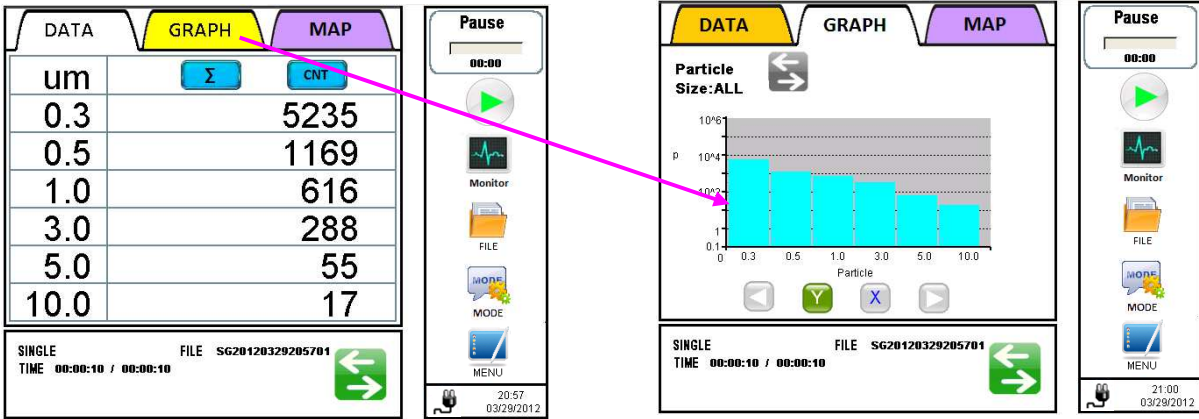 DATA GRAPH MAP
um Σ CNT
0.3 5235
0.5 1169
1.0 616
3.0 288
5.0 55
10.0 17
SINGLE FILE SG20120329205701
TIME 00:00:10 / 00:00:10
Pause
00:00
Monitor
FILE
MODE
MODE
MENU
20:57
03/29/2012
DATA GRAPH MAP
Particle
Size:ALL
10^6
p 10^4
10^2
1
0.1
0 0.3 0.5 1.0 3.0 5.0 10.0
Particle
Y X
SINGLE FILE SG20120329205701
TIME 00:00:10 / 00:00:10
Pause
00:00
Monitor
FILE
MODE
MODE
MENU
21:00
03/29/2012